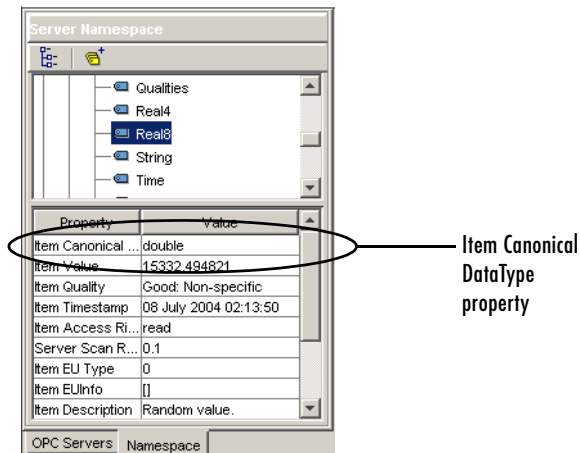 Server Namespace
Qualities
Real4
Real8
String
Time
Property Value
Item Canonical ... double
Item Value 15332.494821
Item Quality Good: Non-specific
Item Timestamp 08 July 2004 02:13:50
Item Access Ri... read
Server Scan R... 0.1
Item EU Type 0
Item EUInfo []
Item Description Random value.
OPC Servers Namespace
Item Canonical
DataType
property